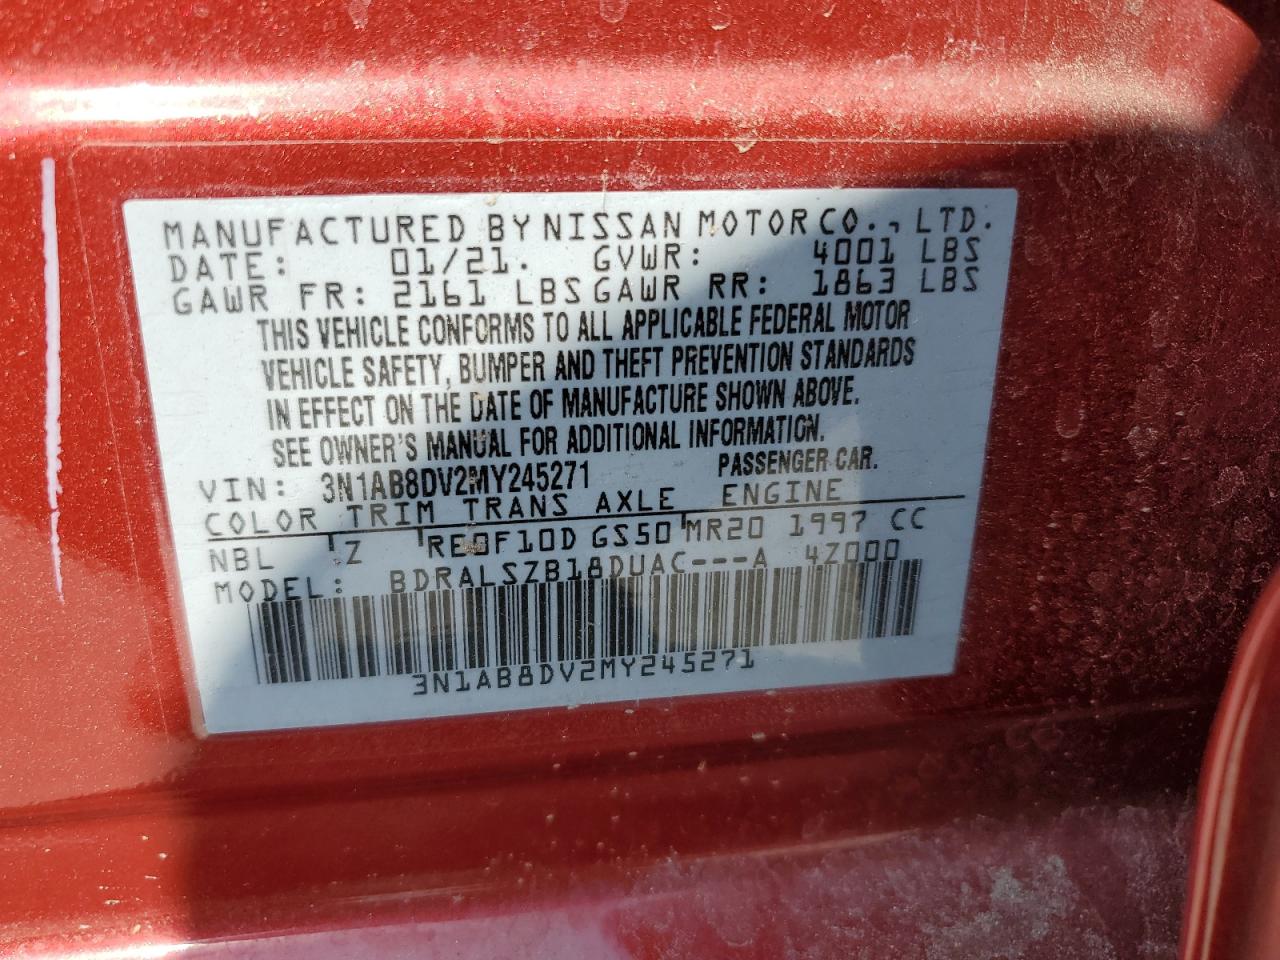 MANUFACTURED BY NISSAN MOTOR CO., LTD.
DATE: 01/21. GVWR: 4001 LBS
GAWR FR: 2161 LBS GAWR RR: 1863 LBS
THIS VEHICLE CONFORMS TO ALL APPLICABLE FEDERAL MOTOR
VEHICLE SAFETY, BUMPER AND THEFT PREVENTION STANDARDS
IN EFFECT ON THE DATE OF MANUFACTURE SHOWN ABOVE.
SEE OWNER'S MANUAL FOR ADDITIONAL INFORMATION.
VIN: 3N1AB8DV2MY245271 PASSENGER CAR.
COLOR TRIM TRANS AXLE ENGINE
NBL Z RE0F10D GS50 MR20 1997 CC
MODEL: BDRALSZB18DUAC---A 4Z000
3N1AB8DV2MY245271